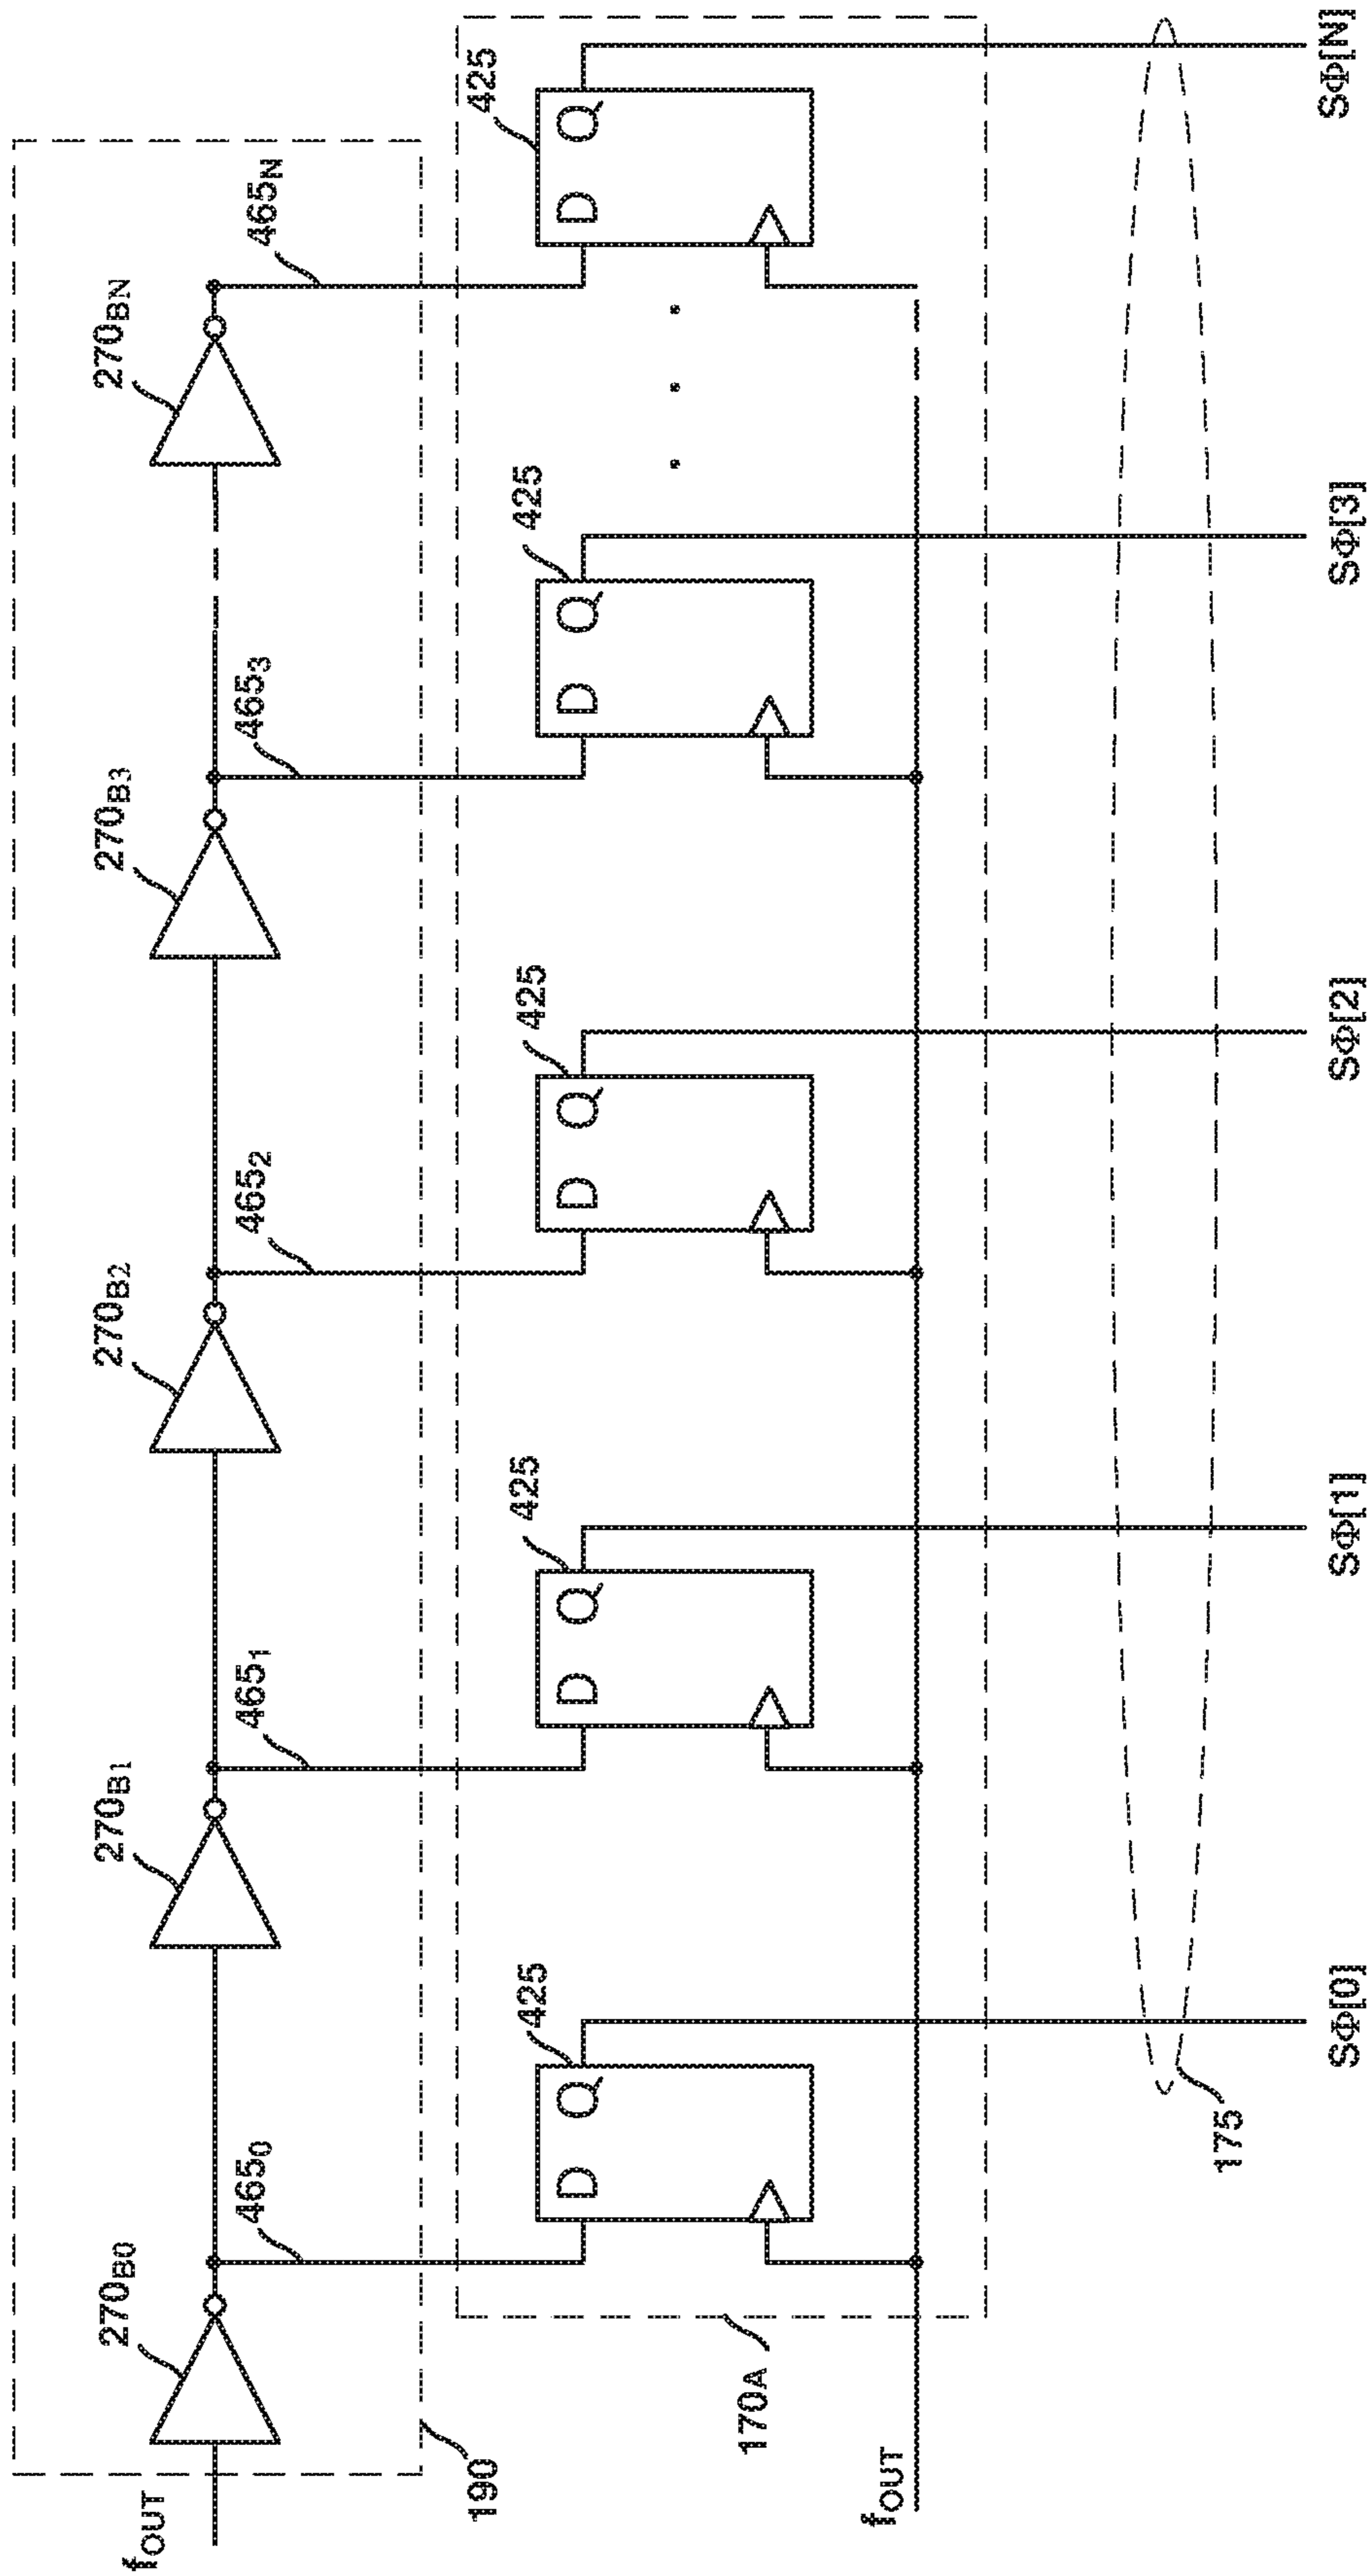 f_OUT
270_B0
270_B1
270_B2
270_B3
270_BN
465_0
465_1
465_2
465_3
465_N
190
425
425
425
425
425
D Q
D Q
D Q
D Q
D Q
. . .
170A
f_OUT
175
SΦ[0]
SΦ[1]
SΦ[2]
SΦ[3]
SΦ[N]